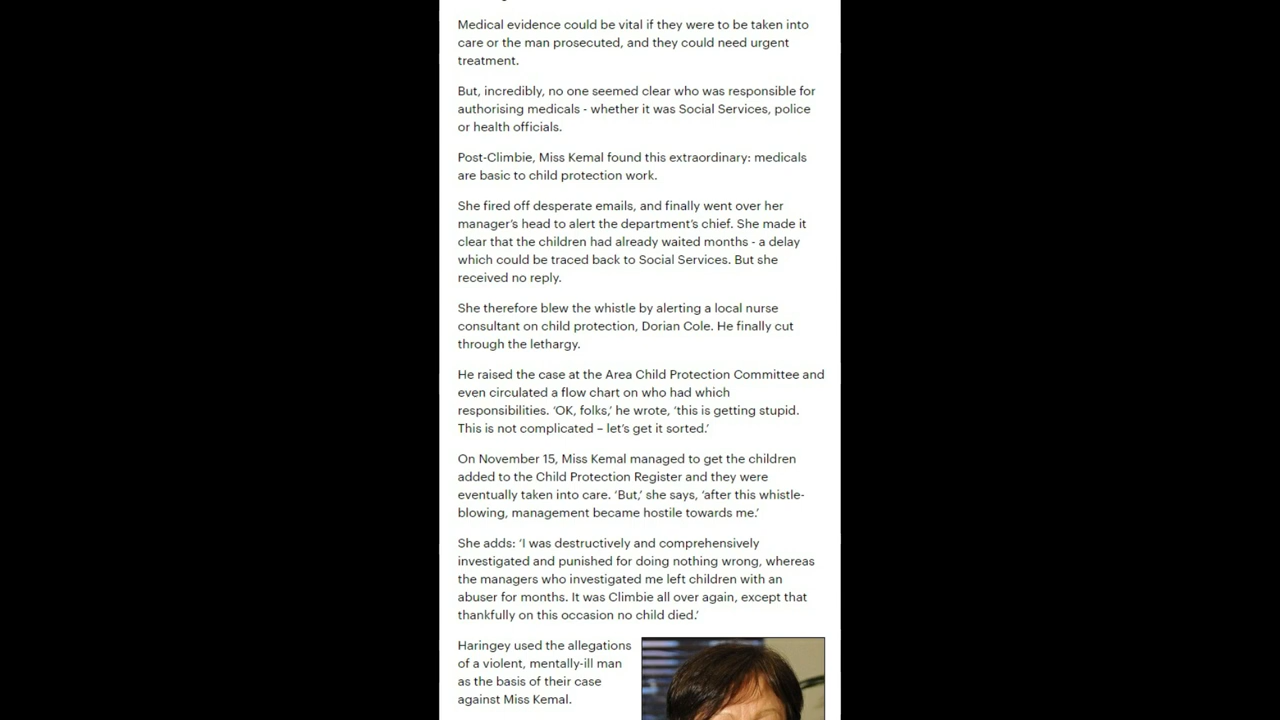 Medical evidence could be vital if they were to be taken into
care or the man prosecuted, and they could need urgent
treatment.
But, incredibly, no one seemed clear who was responsible for
authorising medicals - whether it was Social Services, police
or health officials.
Post-Climbie, Miss Kemal found this extraordinary: medicals
are basic to child protection work.
She fired off desperate emails, and finally went over her
manager’s head to alert the department’s chief. She made it
clear that the children had already waited months - a delay
which could be traced back to Social Services. But she
received no reply.
She therefore blew the whistle by alerting a local nurse
consultant on child protection, Dorian Cole. He finally cut
through the lethargy.
He raised the case at the Area Child Protection Committee and
even circulated a flow chart on who had which
responsibilities. ‘OK, folks,’ he wrote, ‘this is getting stupid.
This is not complicated – let’s get it sorted.’
On November 15, Miss Kemal managed to get the children
added to the Child Protection Register and they were
eventually taken into care. ‘But,’ she says, ‘after this whistle-
blowing, management became hostile towards me.’
She adds: ‘I was destructively and comprehensively
investigated and punished for doing nothing wrong, whereas
the managers who investigated me left children with an
abuser for months. It was Climbie all over again, except that
thankfully on this occasion no child died.’
Haringey used the allegations
of a violent, mentally-ill man
as the basis of their case
against Miss Kemal.